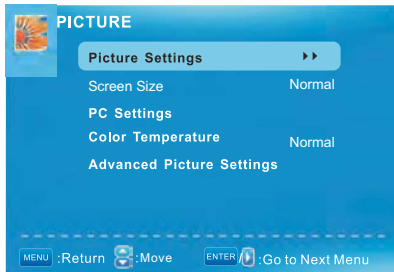 PICTURE
Picture Settings
Screen Size Normal
PC Settings
Color Temperature Normal
Advanced Picture Settings
MENU :Return :Move ENTER / :Go to Next Menu